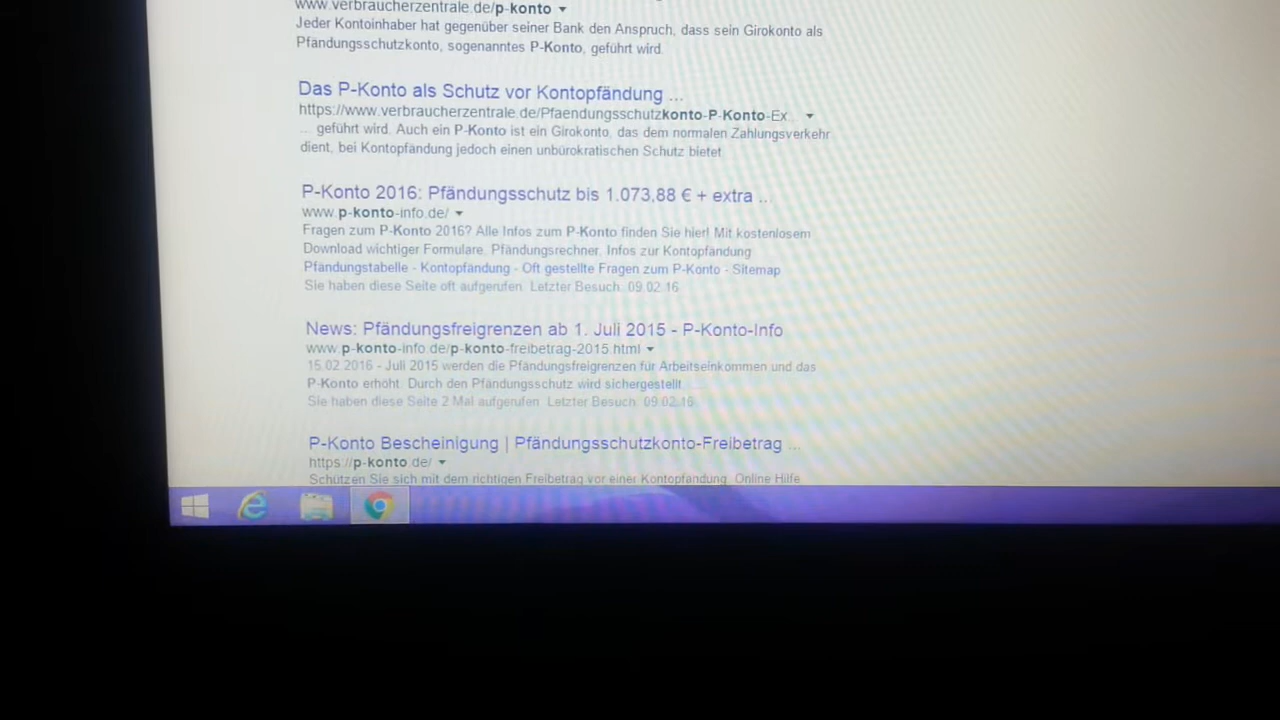 www.verbraucherzentrale.de/p-konto
Jeder Kontoinhaber hat gegenüber seiner Bank den Anspruch, dass sein Girokonto als
Pfändungsschutzkonto, sogenanntes P-Konto, geführt wird.
Das P-Konto als Schutz vor Kontopfändung ...
https://www.verbraucherzentrale.de/Pfaendungsschutzkonto-P-Konto-Ex...
... geführt wird. Auch ein P-Konto ist ein Girokonto, das dem normalen Zahlungsverkehr
dient, bei Kontopfändung jedoch einen unbürokratischen Schutz bietet.
P-Konto 2016: Pfändungsschutz bis 1.073,88 € + extra ...
www.p-konto-info.de/
Fragen zum P-Konto 2016? Alle Infos zum P-Konto finden Sie hier! Mit kostenlosem
Download wichtiger Formulare, Pfändungsrechner, Infos zur Kontopfändung
Pfändungstabelle - Kontopfändung - Oft gestellte Fragen zum P-Konto - Sitemap
Sie haben diese Seite oft aufgerufen. Letzter Besuch: 09.02.16
News: Pfändungsfreigrenzen ab 1. Juli 2015 - P-Konto-Info
www.p-konto-info.de/p-konto-freibetrag-2015.html
15.02.2016 - Juli 2015 werden die Pfändungsfreigrenzen für Arbeitseinkommen und das
P-Konto erhöht. Durch den Pfändungsschutz wird sichergestellt
Sie haben diese Seite 2 Mal aufgerufen. Letzter Besuch: 09.02.16
P-Konto Bescheinigung | Pfändungsschutzkonto-Freibetrag ...
https://p-konto.de/
Schützen Sie sich mit dem richtigen Freibetrag vor einer Kontopfändung. Online Hilfe